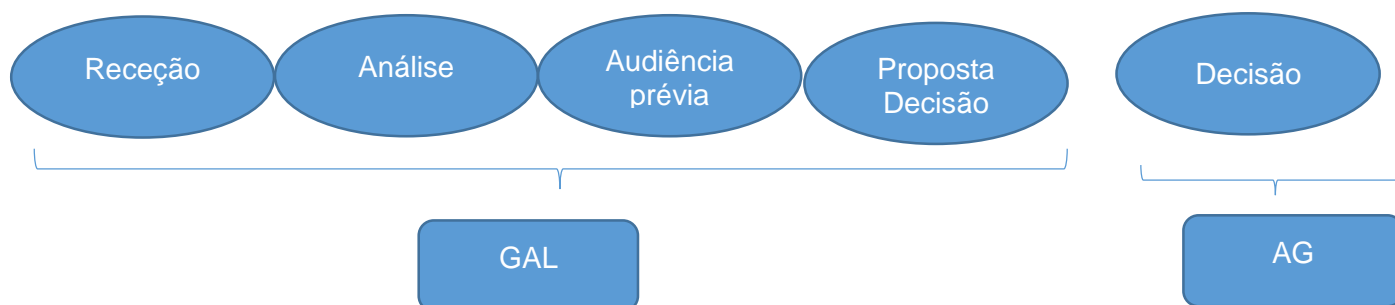 Receção
Análise
Audiência
prévia
Proposta
Decisão
Decisão
GAL
AG